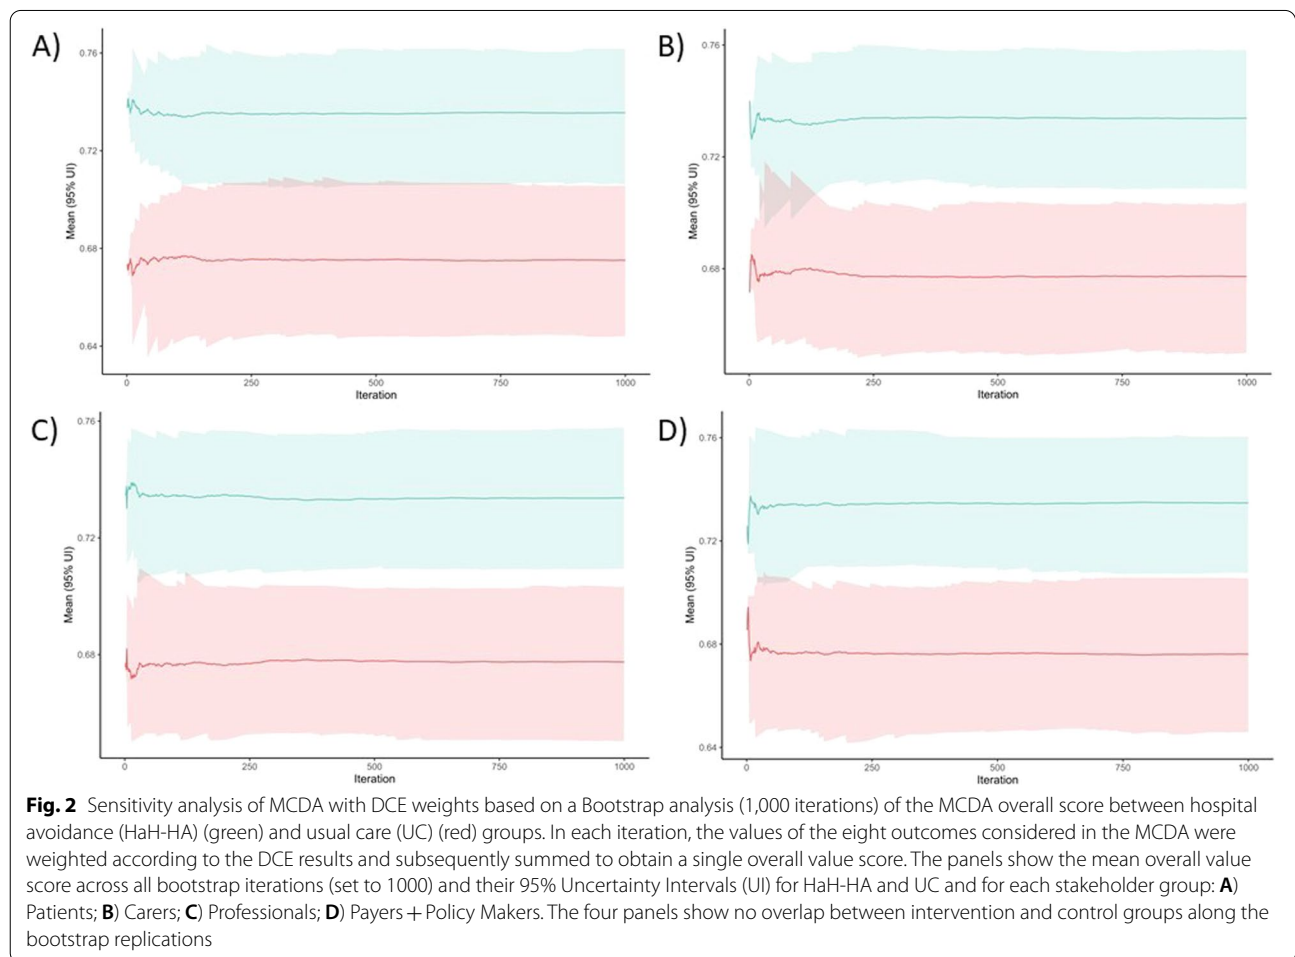 A)
0.76
0.72
0.68
0.64
Mean (95% UI)
0
250
500
750
1000
Iteration
B)
0.76
0.72
0.68
Mean (95% UI)
0
250
500
750
1000
Iteration
C)
0.76
0.72
0.68
Mean (95% UI)
0
250
500
750
1000
Iteration
D)
0.76
0.72
0.68
0.64
Mean (95% UI)
0
250
500
750
1000
Iteration
Fig. 2 Sensitivity analysis of MCDA with DCE weights based on a Bootstrap analysis (1,000 iterations) of the MCDA overall score between hospital
avoidance (HaH-HA) (green) and usual care (UC) (red) groups. In each iteration, the values of the eight outcomes considered in the MCDA were
weighted according to the DCE results and subsequently summed to obtain a single overall value score. The panels show the mean overall value
score across all bootstrap iterations (set to 1000) and their 95% Uncertainty Intervals (UI) for HaH-HA and UC and for each stakeholder group: A)
Patients; B) Carers; C) Professionals; D) Payers + Policy Makers. The four panels show no overlap between intervention and control groups along the
bootstrap replications